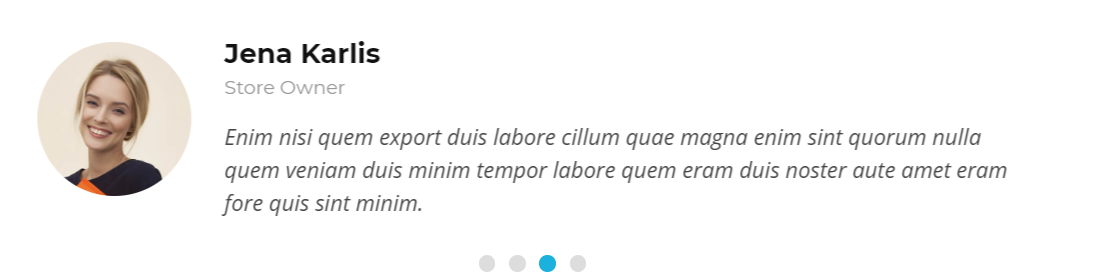 Jena Karlis
Store Owner
Enim nisi quem export duis labore cillum quae magna enim sint quorum nulla
quem veniam duis minim tempor labore quem eram duis noster aute amet eram
fore quis sint minim.